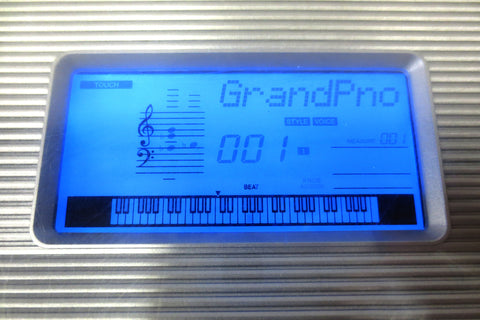 TOUCH
GrandPno
STYLE VOICE
001
MEASURE 001
BEAT